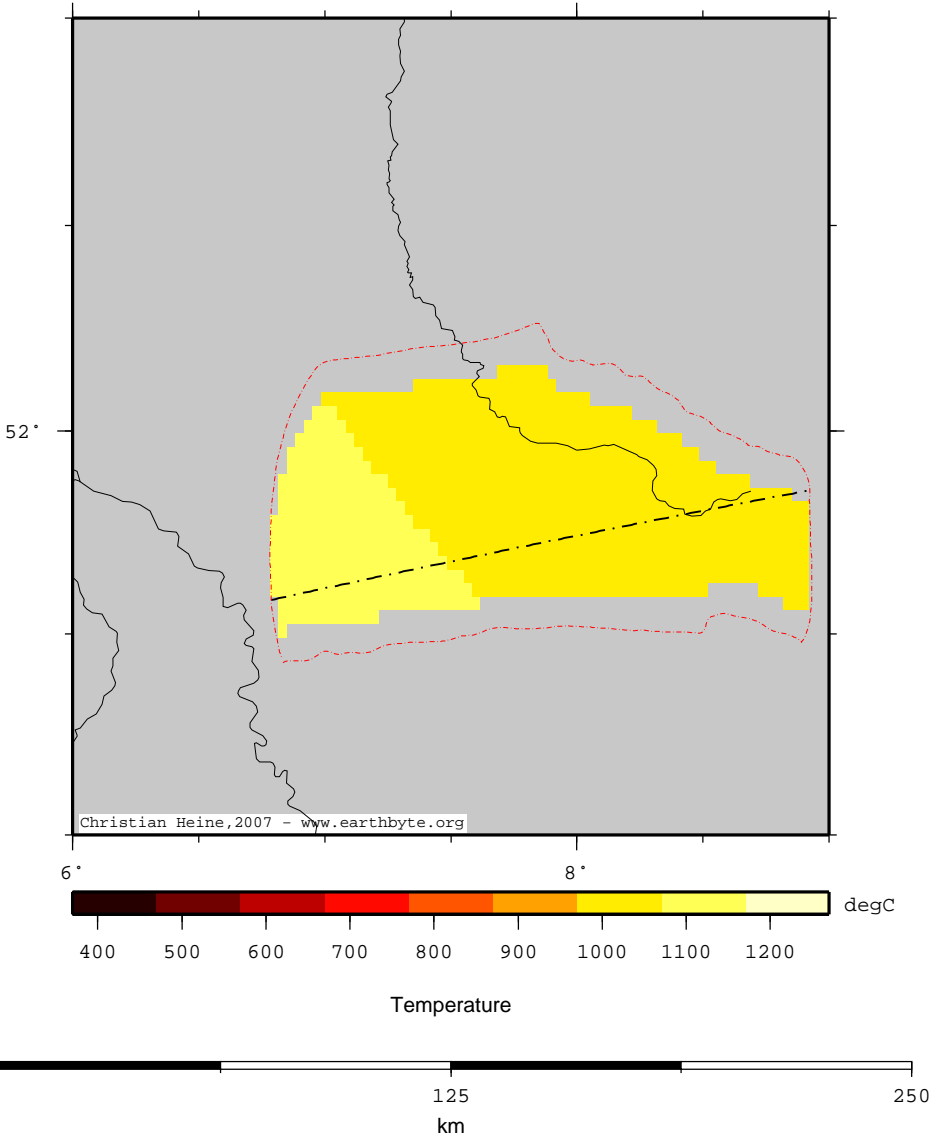 52°
Christian Heine,2007 - www.earthbyte.org
6° 8°
degC
400 500 600 700 800 900 1000 1100 1200
Temperature
125 250
km